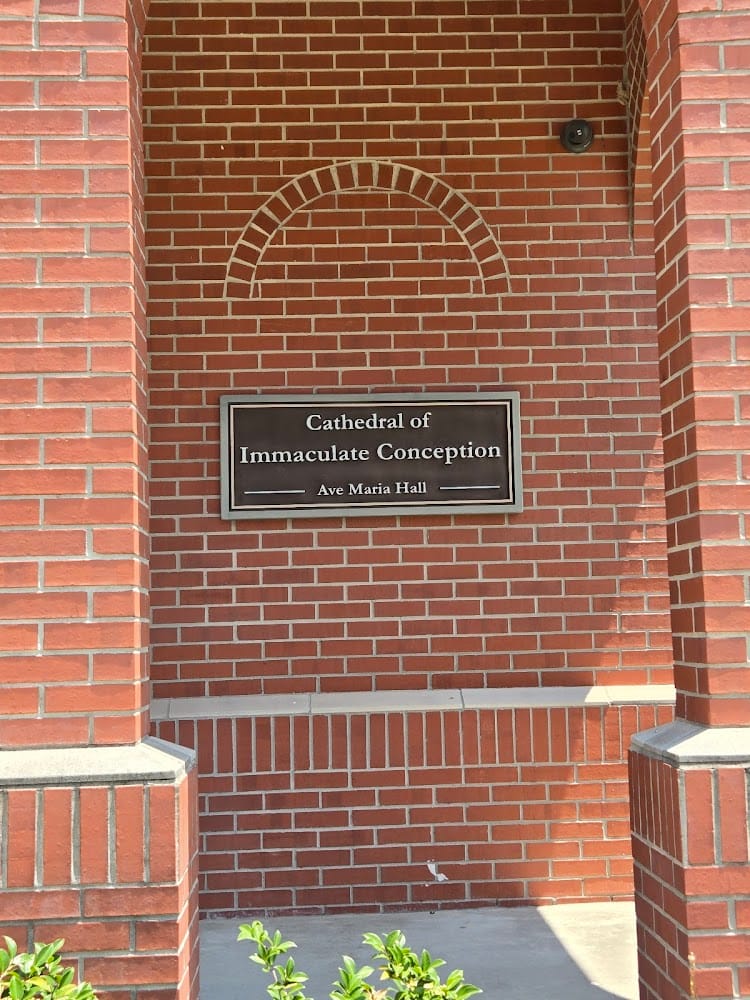 Cathedral of
Immaculate Conception
Ave Maria Hall